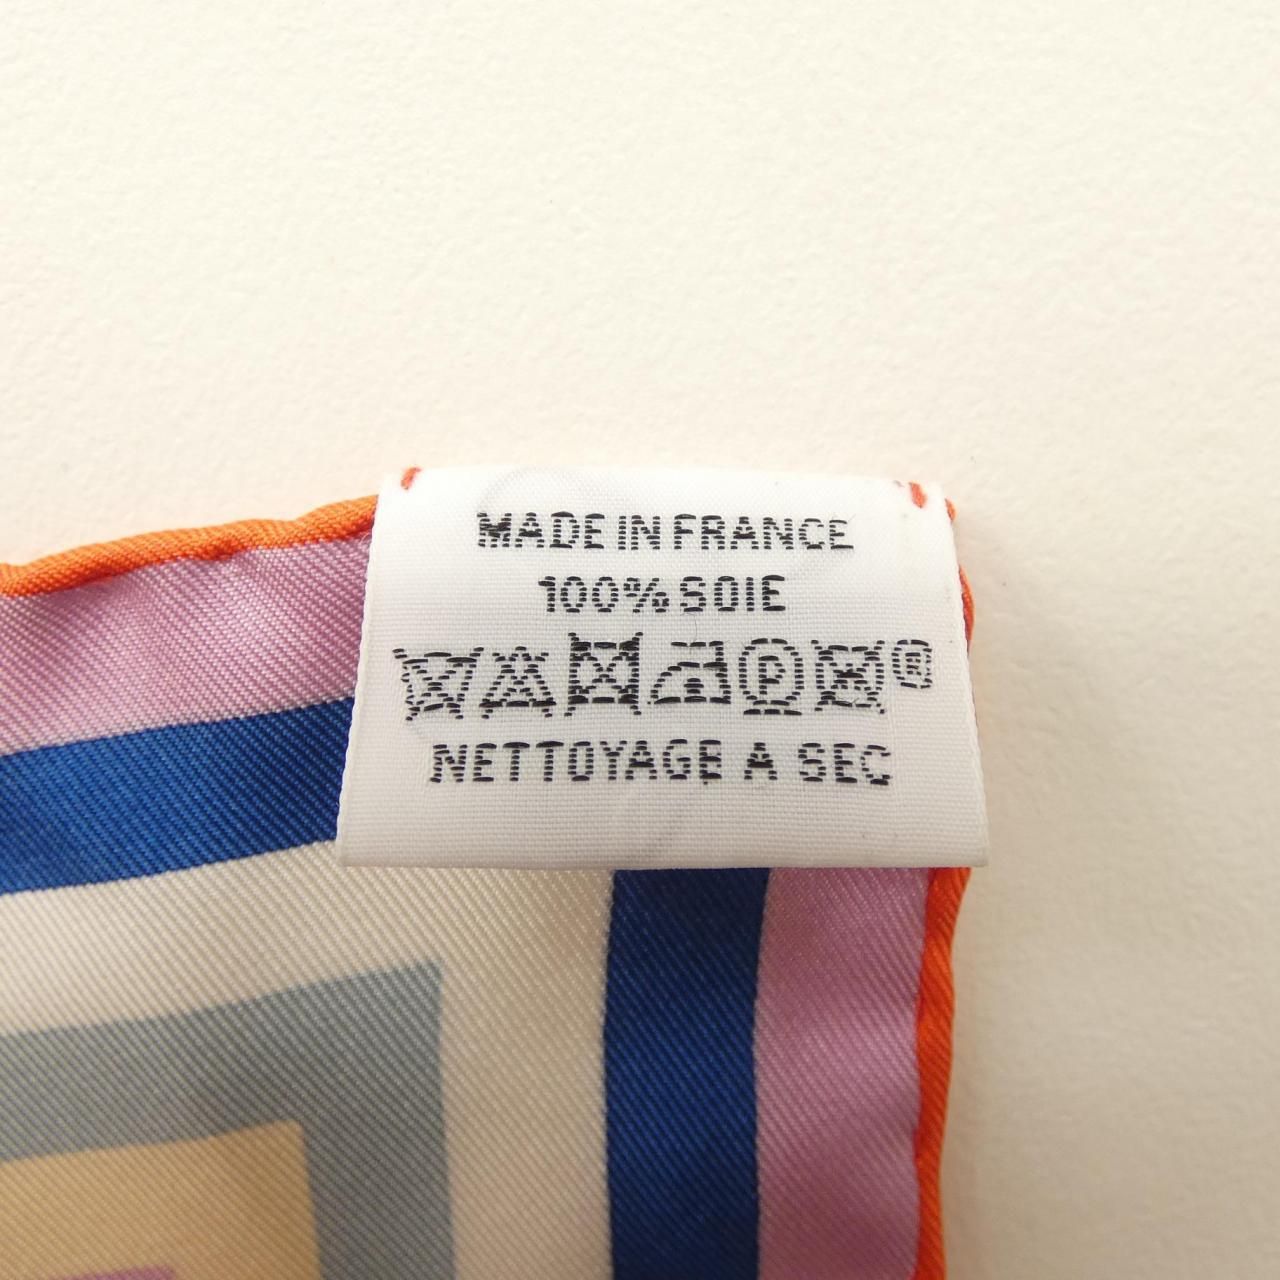 MADE IN FRANCE
100% SOIE
P ®
NETTOYAGE A SEC